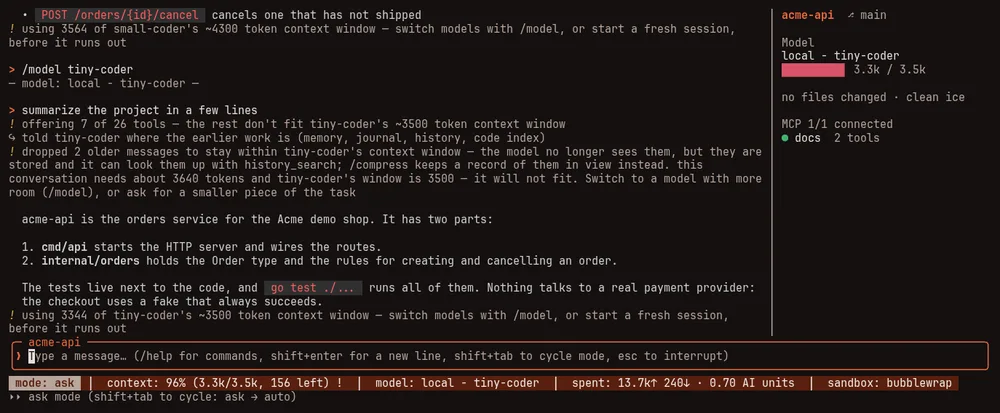 • POST /orders/{id}/cancel cancels one that has not shipped
! using 3564 of small-coder's ~4300 token context window — switch models with /model, or start a fresh session,
before it runs out
> /model tiny-coder
— model: local - tiny-coder —
> summarize the project in a few lines
! offering 7 of 26 tools — the rest don't fit tiny-coder's ~3500 token context window
↪ told tiny-coder where the earlier work is (memory, journal, history, code index)
! dropped 2 older messages to stay within tiny-coder's context window — the model no longer sees them, but they are
stored and it can look them up with history_search; /compress keeps a record of them in view instead. this
conversation needs about 3640 tokens and tiny-coder's window is 3500 — it will not fit. Switch to a model with more
room (/model), or ask for a smaller piece of the task
acme-api is the orders service for the Acme demo shop. It has two parts:
1. cmd/api starts the HTTP server and wires the routes.
2. internal/orders holds the Order type and the rules for creating and cancelling an order.
The tests live next to the code, and go test ./... runs all of them. Nothing talks to a real payment provider:
the checkout uses a fake that always succeeds.
! using 3344 of tiny-coder's ~3500 token context window — switch models with /model, or start a fresh session,
before it runs out
acme-api ⎇ main
Model
local - tiny-coder
3.3k / 3.5k
no files changed · clean ice
MCP 1/1 connected
● docs 2 tools
acme-api
❯ Type a message… (/help for commands, shift+enter for a new line, shift+tab to cycle mode, esc to interrupt)
mode: ask | context: 96% (3.3k/3.5k, 156 left) ! | model: local - tiny-coder | spent: 13.7k↑ 240↓ · 0.70 AI units | sandbox: bubblewrap
▸▸ ask mode (shift+tab to cycle: ask → auto)